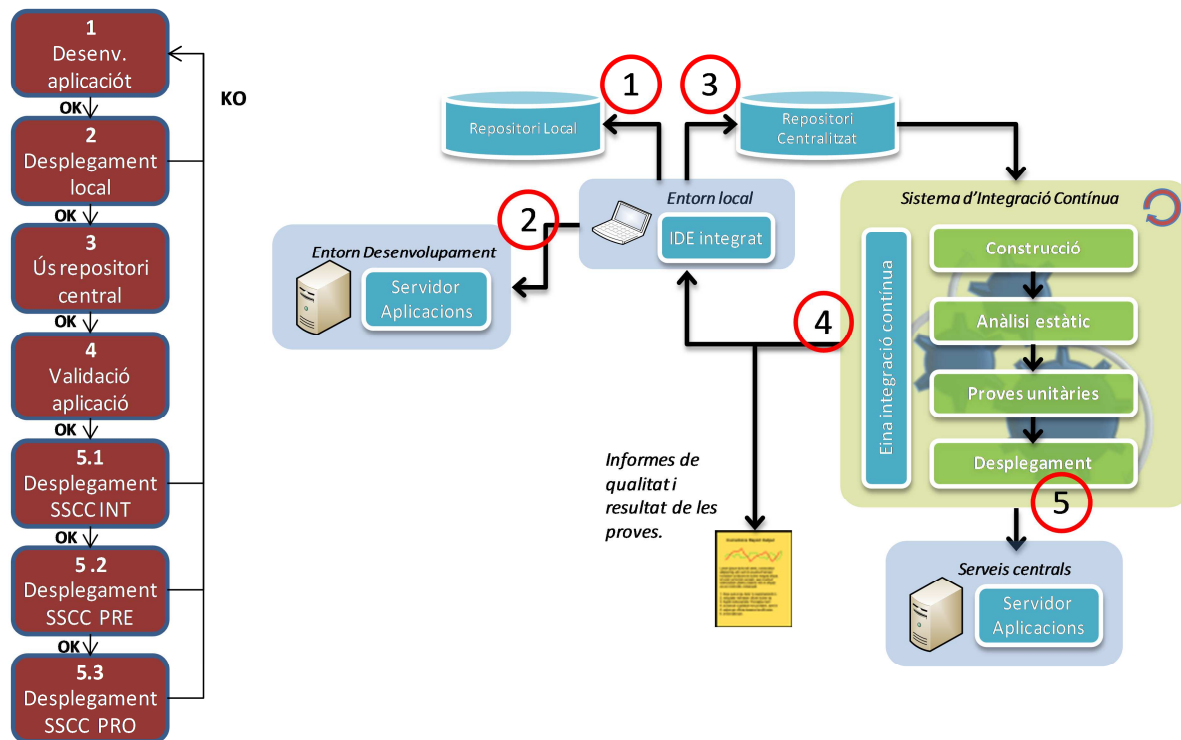 1
Desenv.
aplicaciót
OK
2
Desplegament
local
OK
3
Ús repositori
central
OK
4
Validació
aplicació
OK
5.1
Desplegament
SSCC INT
OK
5.2
Desplegament
SSCC PRE
OK
5.3
Desplegament
SSCC PRO
KO
1
Repositori Local
3
Repositori
Centralitzat
Entorn local
IDE integrat
2
Entorn Desenvolupament
Servidor
Aplicacions
Sistema d'Integració Contínua
Eina integració contínua
Construcció
Anàlisi estàtic
Proves unitàries
Desplegament
4
5
Informes de
qualitat i
resultat de les
proves.
Serveis centrals
Servidor
Aplicacions